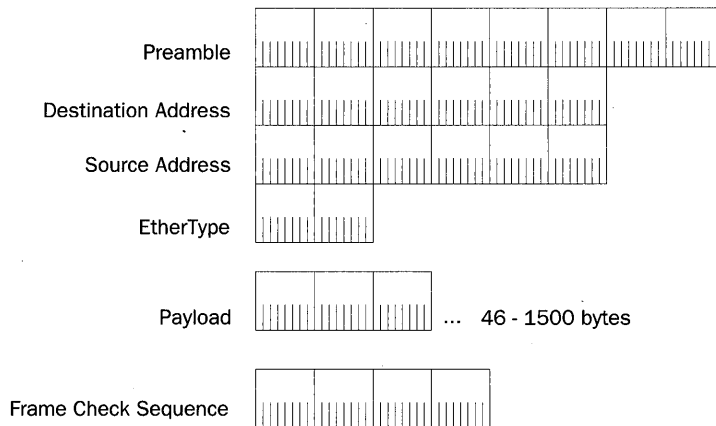 Preamble
Destination Address
Source Address
EtherType
Payload
... 46 - 1500 bytes
Frame Check Sequence